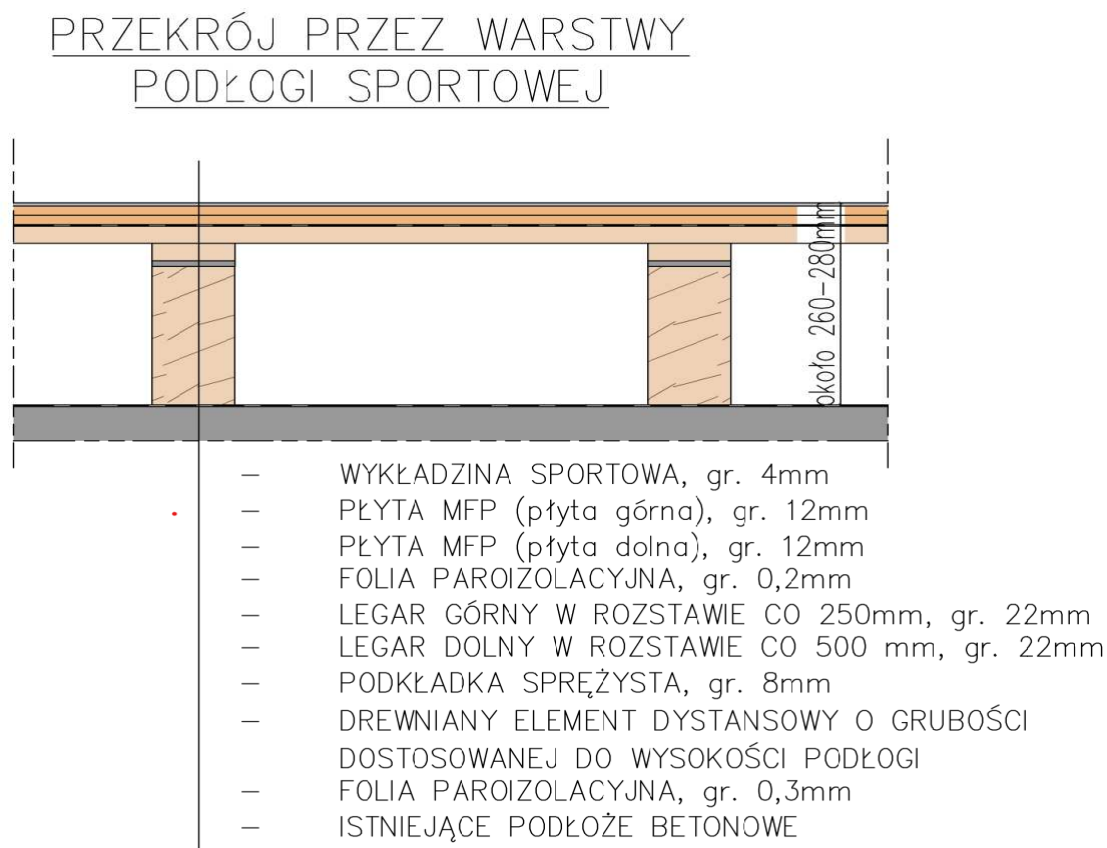 PRZEKRÓJ PRZEZ WARSTWY
PODŁOGI SPORTOWEJ
około 260-280mm
- WYKŁADZINA SPORTOWA, gr. 4mm
- PŁYTA MFP (płyta górna), gr. 12mm
- PŁYTA MFP (płyta dolna), gr. 12mm
- FOLIA PAROIZOLACYJNA, gr. 0,2mm
- LEGAR GÓRNY W ROZSTAWIE CO 250mm, gr. 22mm
- LEGAR DOLNY W ROZSTAWIE CO 500 mm, gr. 22mm
- PODKŁADKA SPRĘŻYSTA, gr. 8mm
- DREWNIANY ELEMENT DYSTANSOWY O GRUBOŚCI
DOSTOSOWANEJ DO WYSOKOŚCI PODŁOGI
- FOLIA PAROIZOLACYJNA, gr. 0,3mm
- ISTNIEJĄCE PODŁOŻE BETONOWE